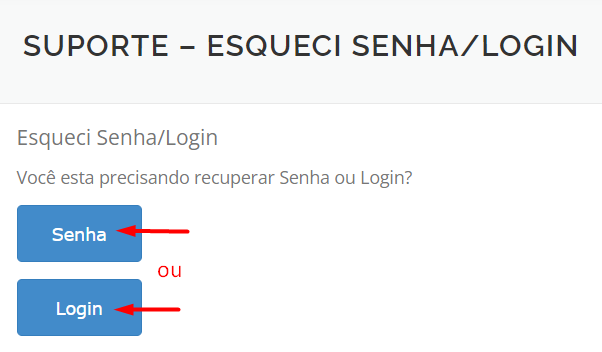 SUPORTE – ESQUECI SENHA/LOGIN
Esqueci Senha/Login
Você esta precisando recuperar Senha ou Login?
Senha
ou
Login